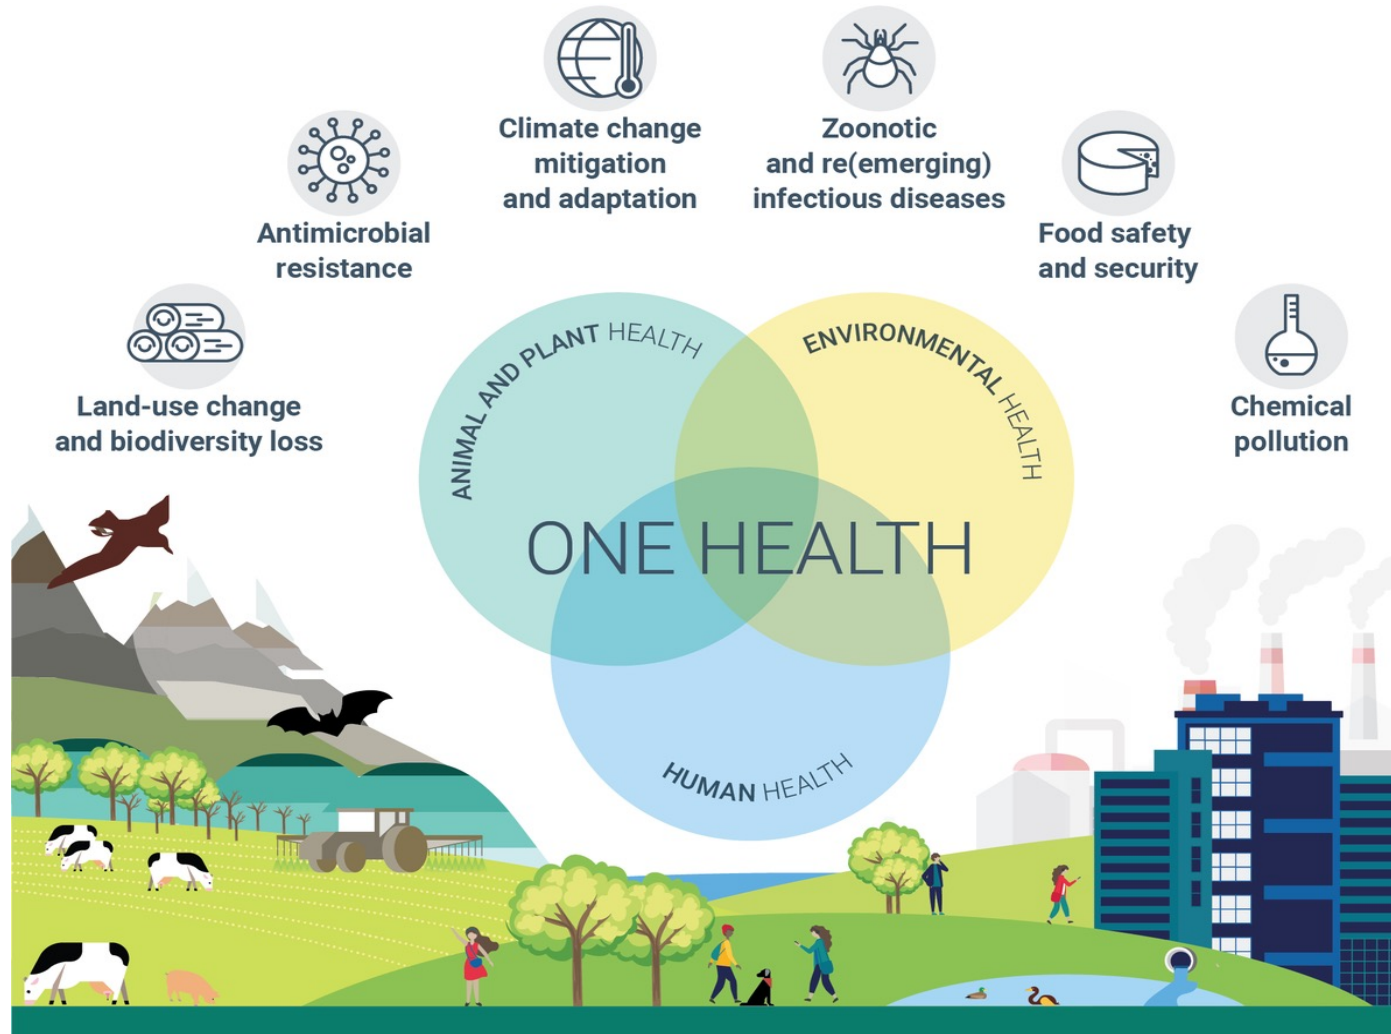 Climate change
mitigation
and adaptation
Zoonotic
and re(emerging)
infectious diseases
Antimicrobial
resistance
Food safety
and security
Land-use change
and biodiversity loss
Chemical
pollution
ANIMAL AND PLANT HEALTH
ENVIRONMENTAL HEALTH
ONE HEALTH
HUMAN HEALTH